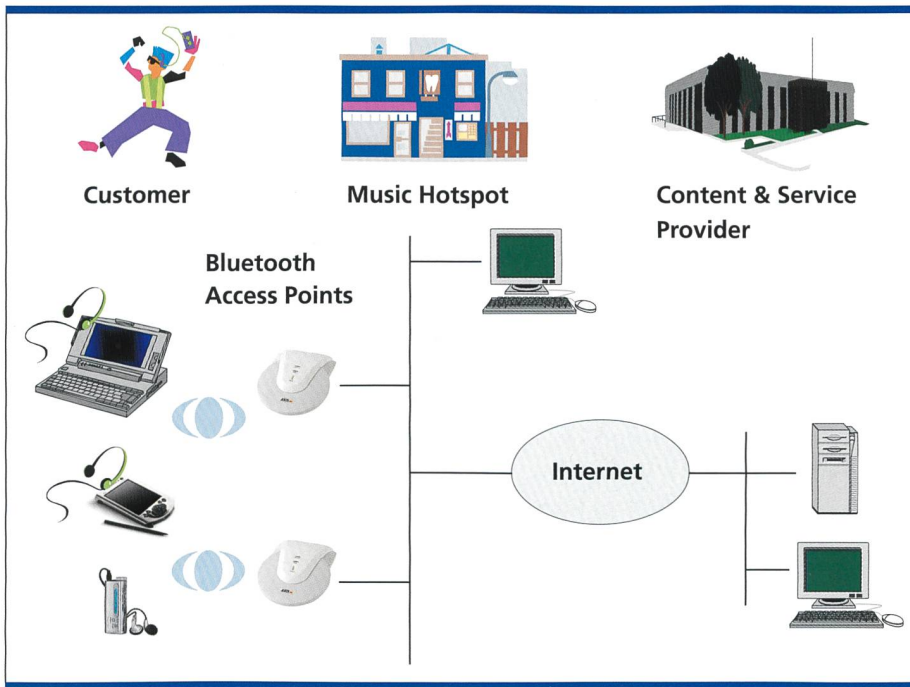 Customer
Music Hotspot
Content & Service
Provider
Bluetooth
Access Points
Internet